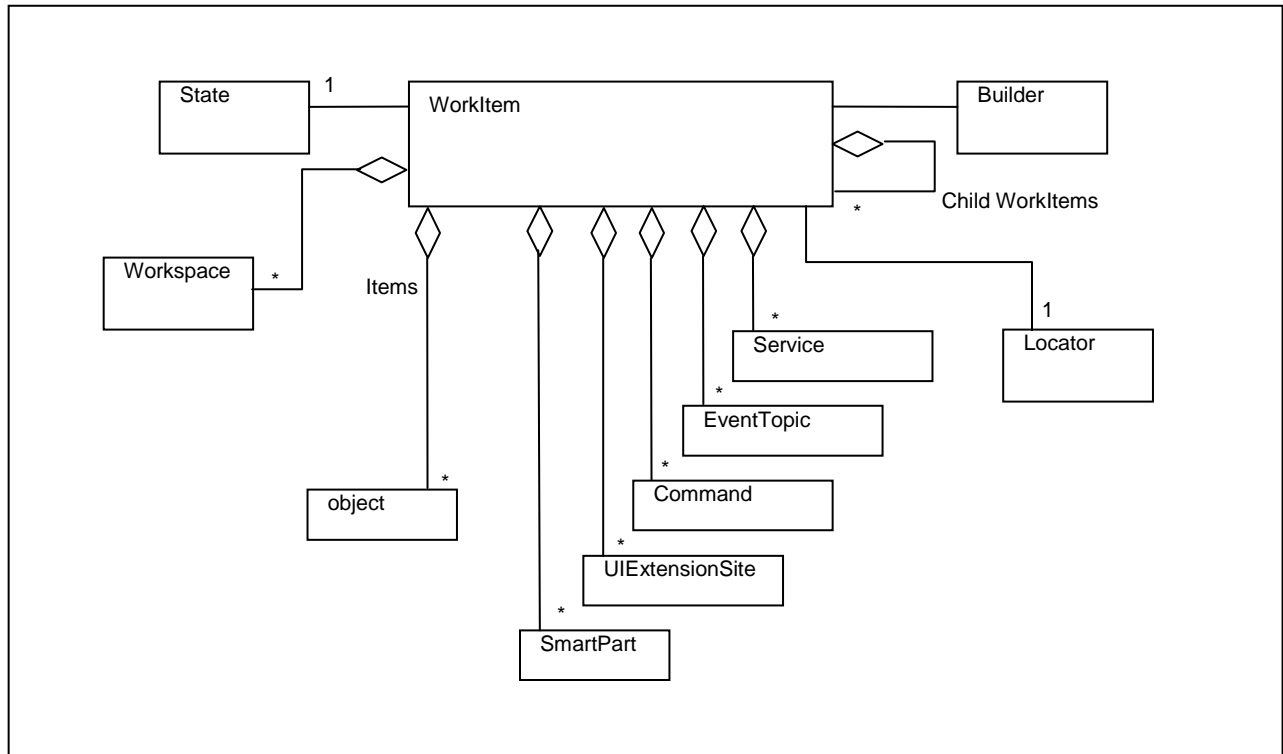 1
State
WorkItem
Builder
Child WorkItems
*
Workspace
*
Items
1
Locator
*
Service
*
EventTopic
*
Command
*
object
*
UIExtensionSite
*
SmartPart